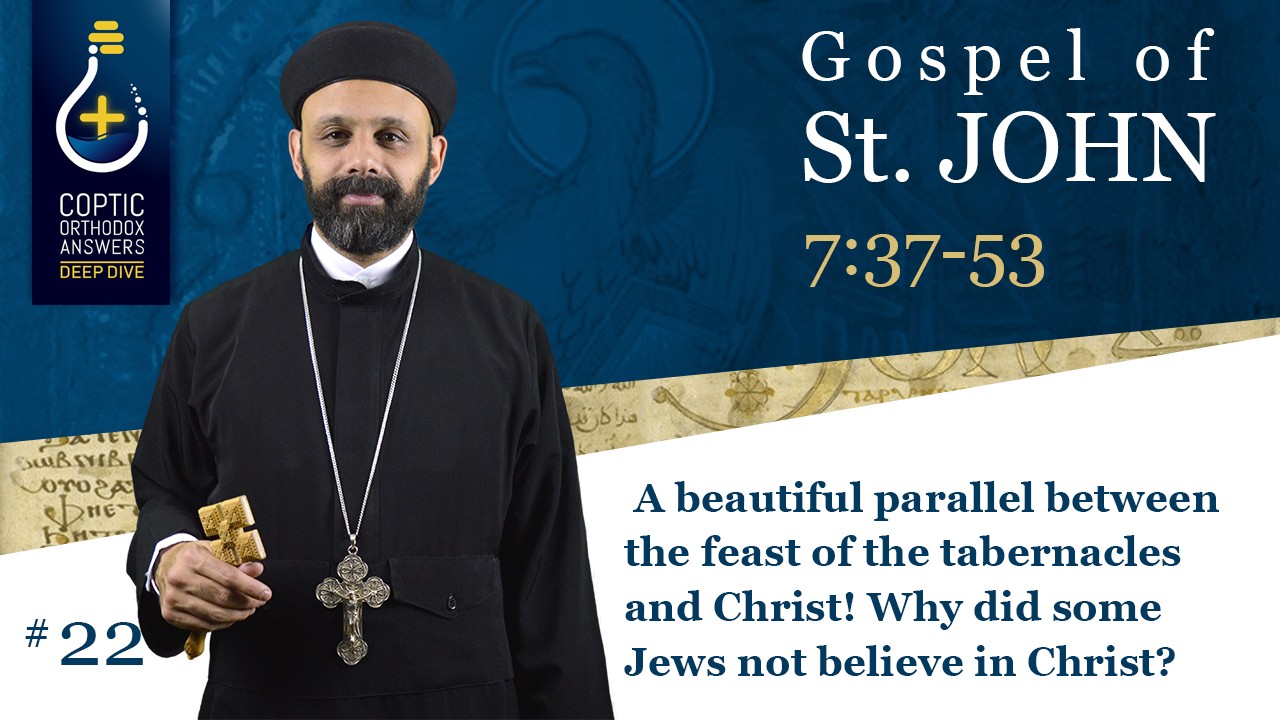 COPTIC
ORTHODOX
ANSWERS
DEEP DIVE
Gospel of
St. JOHN
7:37-53
A beautiful parallel between
the feast of the tabernacles
and Christ! Why did some
Jews not believe in Christ?
# 22